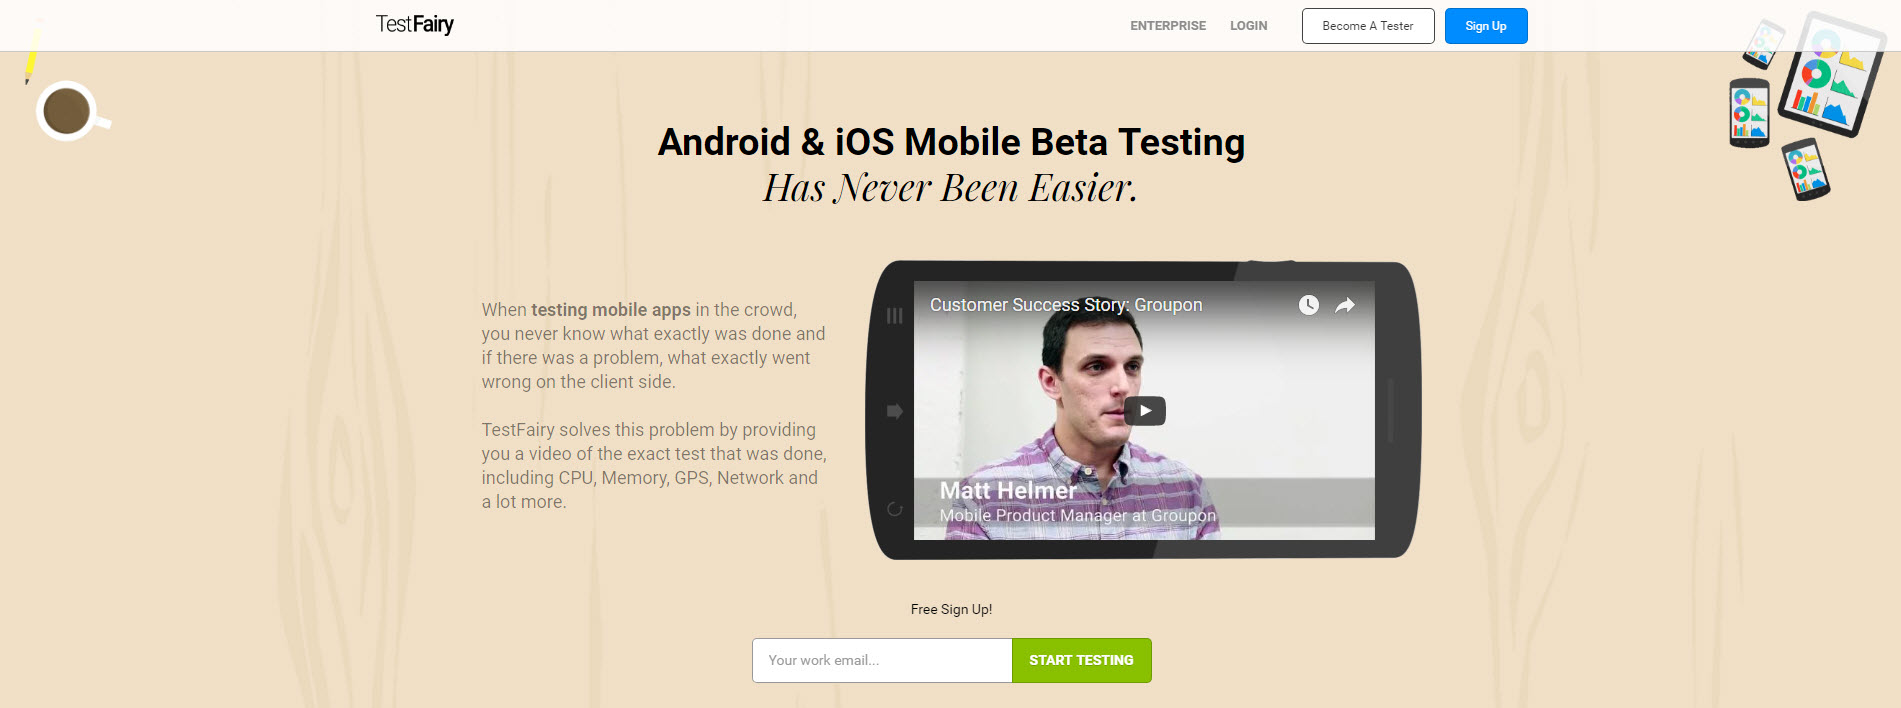 TestFairy
ENTERPRISE
LOGIN
Become A Tester
Sign Up
Android & iOS Mobile Beta Testing
Has Never Been Easier.
When testing mobile apps in the crowd,
you never know what exactly was done and
if there was a problem, what exactly went
wrong on the client side.
TestFairy solves this problem by providing
you a video of the exact test that was done,
including CPU, Memory, GPS, Network and
a lot more.
Customer Success Story: Groupon
Matt Helmer
Mobile Product Manager at Groupon
Free Sign Up!
Your work email...
START TESTING